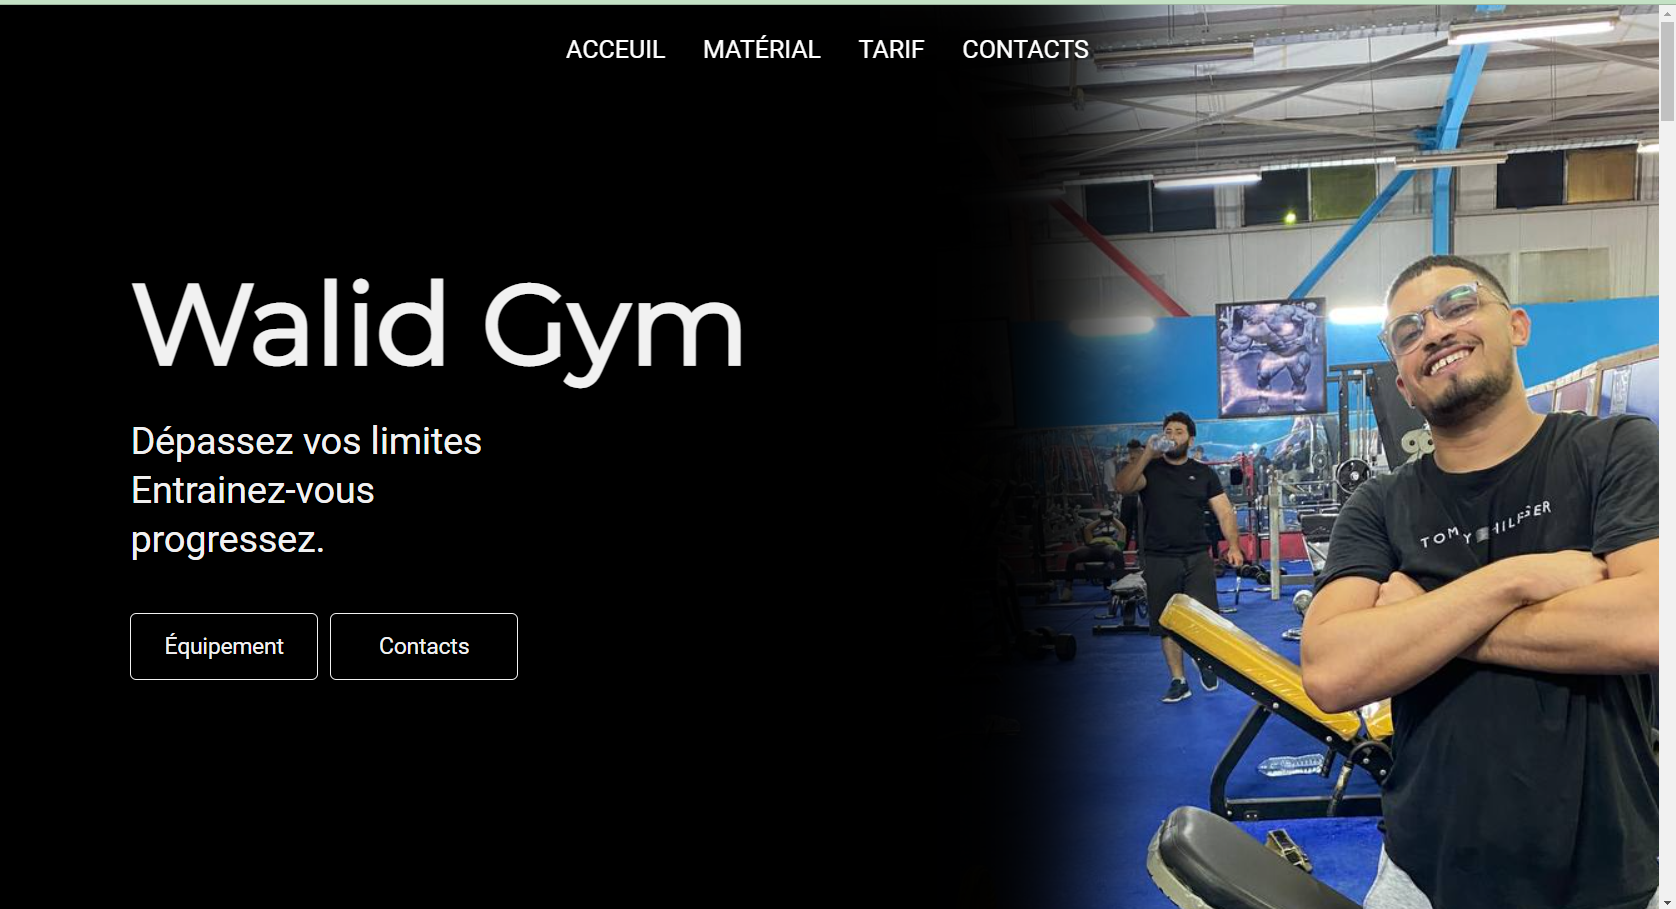 ACCEUIL MATÉRIAL TARIF CONTACTS
Walid Gym
Dépassez vos limites
Entrainez-vous
progressez.
Équipement Contacts
TOMMY HILFIGER